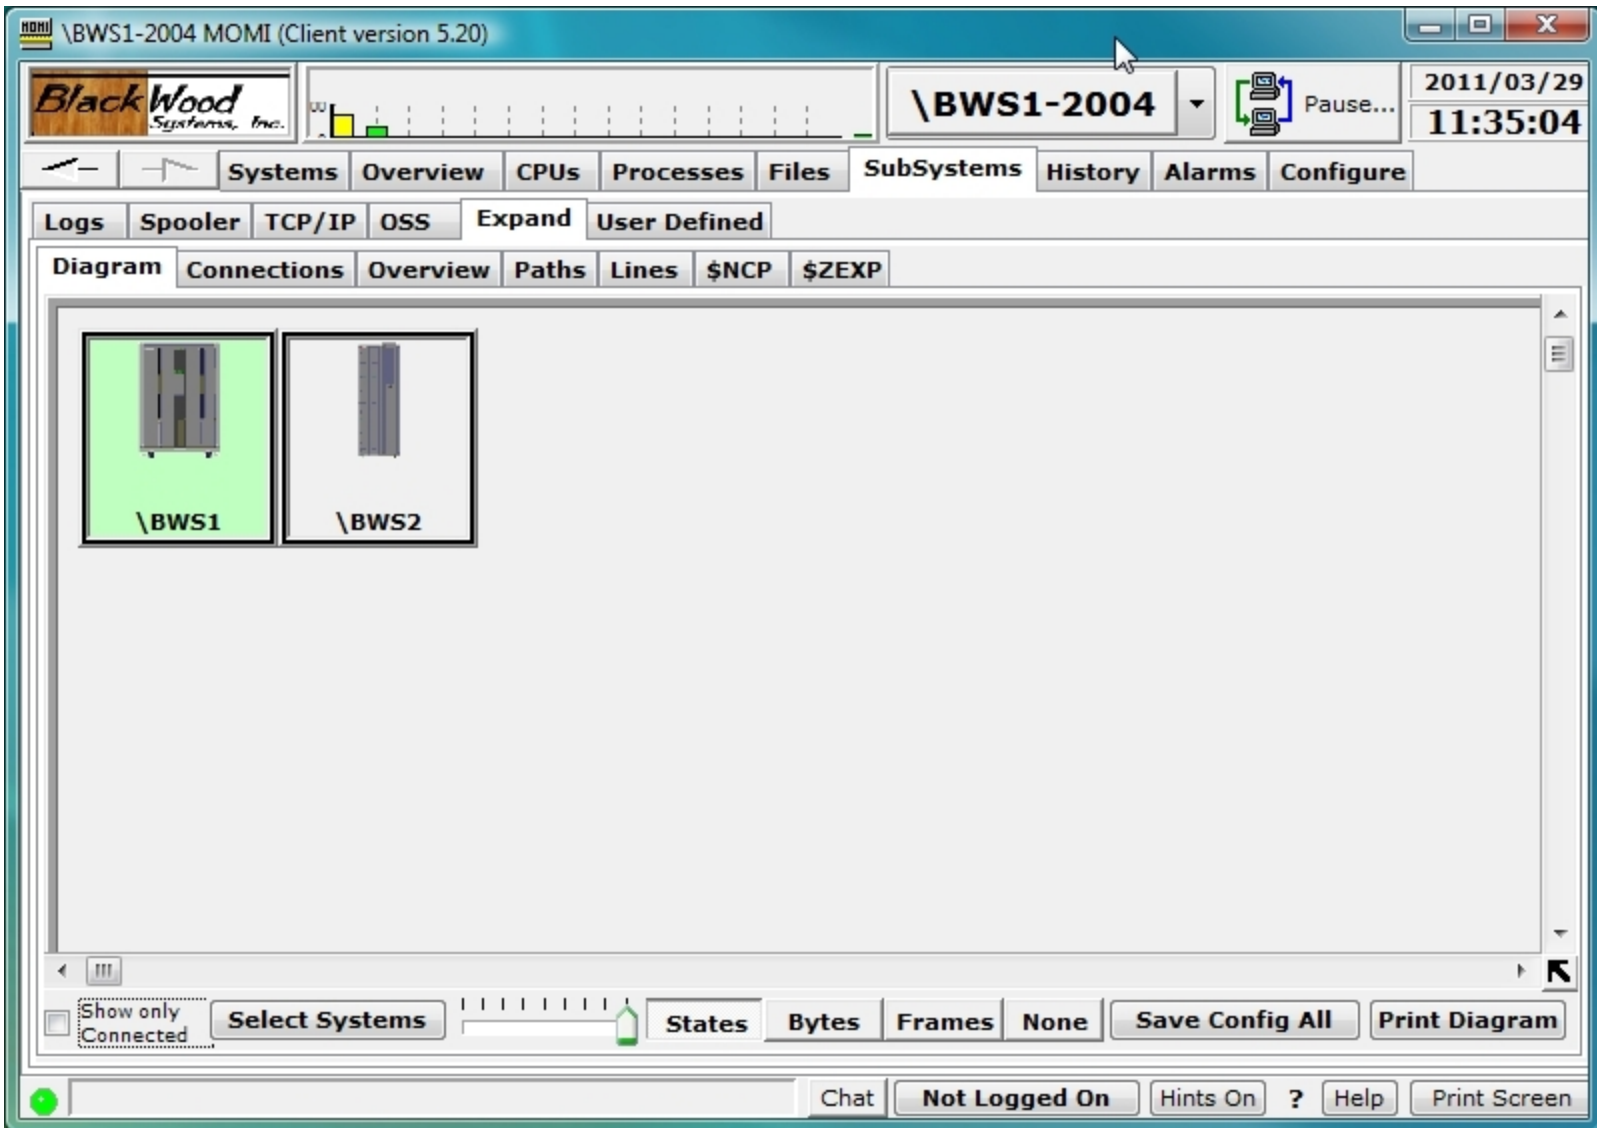 MOMI \BWS1-2004 MOMI (Client version 5.20)
BlackWood
Systems, Inc.
\BWS1-2004
Pause...
2011/03/29
11:35:04
Systems Overview CPUs Processes Files SubSystems History Alarms Configure
Logs Spooler TCP/IP OSS Expand User Defined
Diagram Connections Overview Paths Lines $NCP $ZEXP
\BWS1 \BWS2
Show only
Connected
Select Systems States Bytes Frames None Save Config All Print Diagram
Chat Not Logged On Hints On ? Help Print Screen